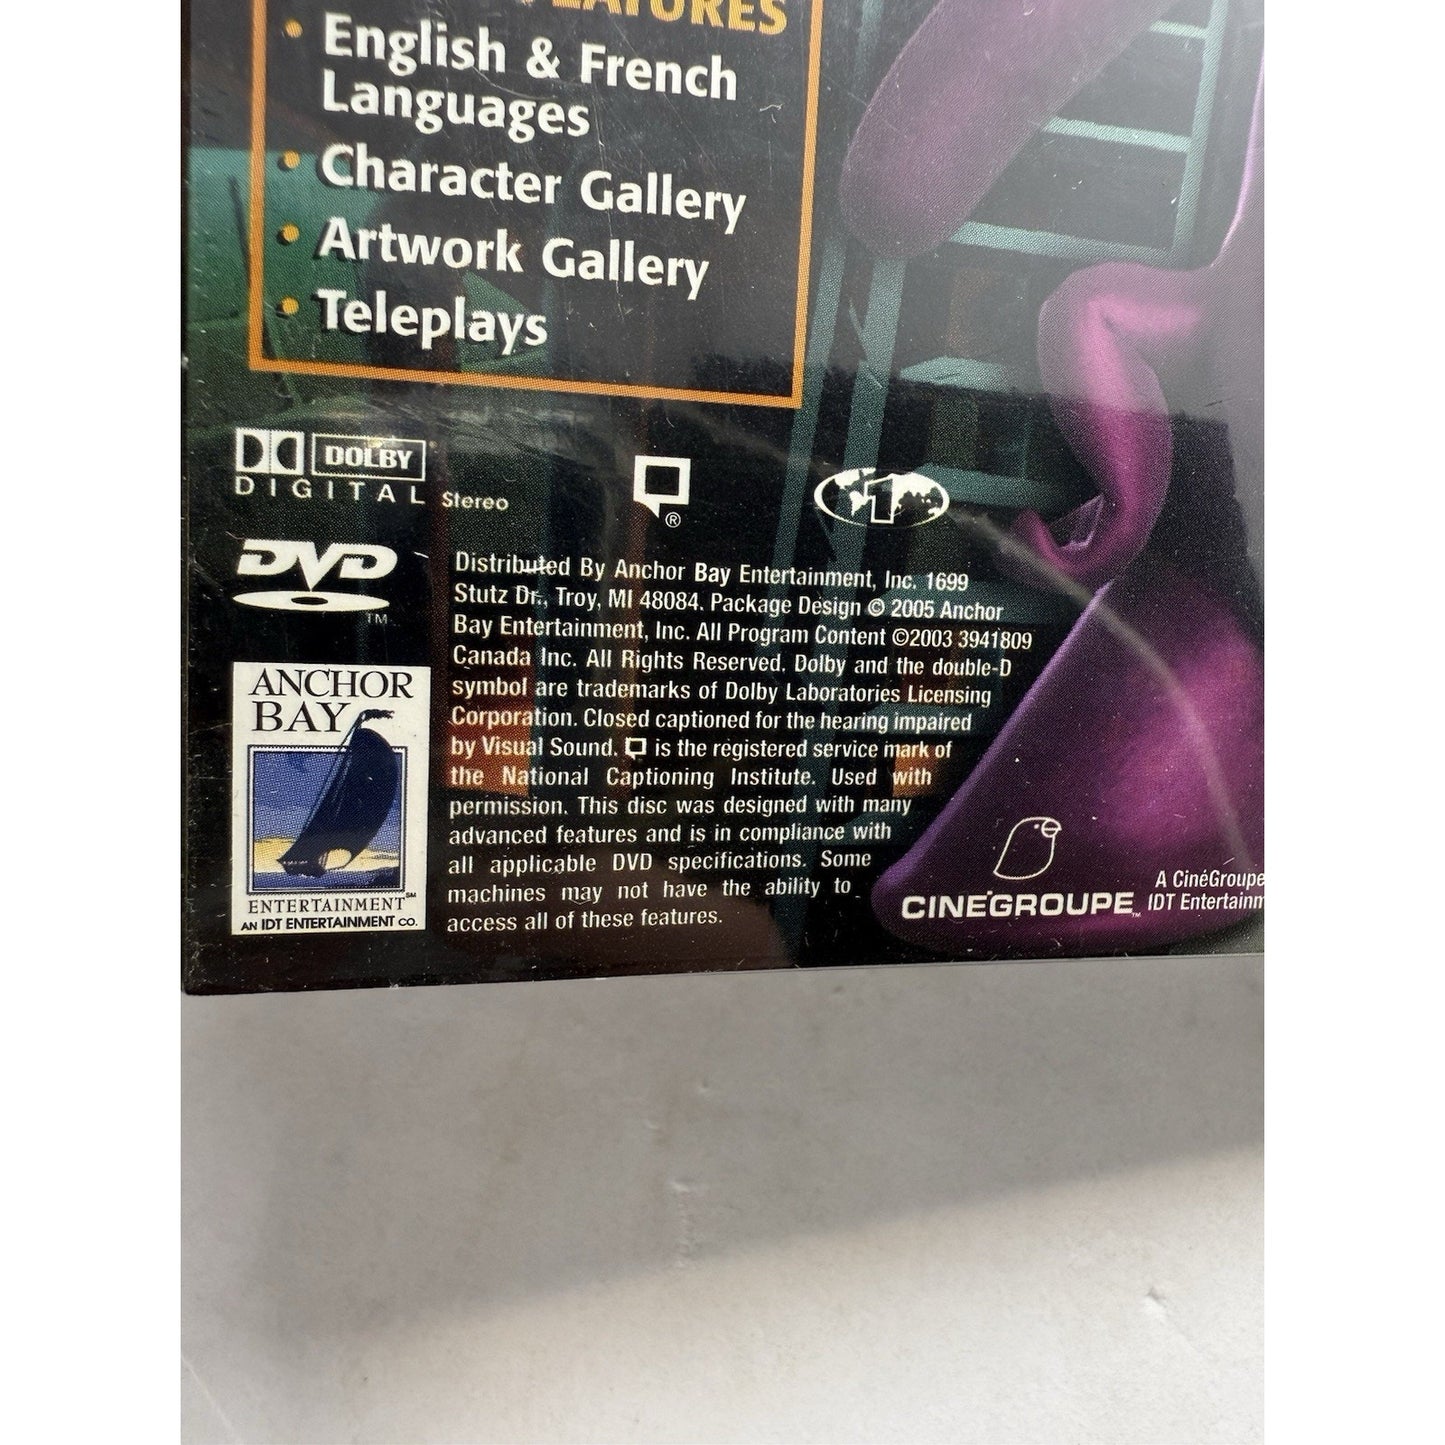 FEATURES
• English & French
Languages
• Character Gallery
• Artwork Gallery
• Teleplays
DOLBY
DIGITAL Stereo
®
1
DVD
TM
Distributed By Anchor Bay Entertainment, Inc. 1699
Stutz Dr., Troy, MI 48084. Package Design © 2005 Anchor
Bay Entertainment, Inc. All Program Content ©2003 3941809
Canada Inc. All Rights Reserved. Dolby and the double-D
symbol are trademarks of Dolby Laboratories Licensing
Corporation. Closed captioned for the hearing impaired
by Visual Sound. is the registered service mark of
the National Captioning Institute. Used with
permission. This disc was designed with many
advanced features and is in compliance with
all applicable DVD specifications. Some
machines may not have the ability to
access all of these features.
ANCHOR
BAY
ENTERTAINMENT℠
AN IDT ENTERTAINMENT CO.
CINÉGROUPE™
A CinéGroupe
IDT Entertainm